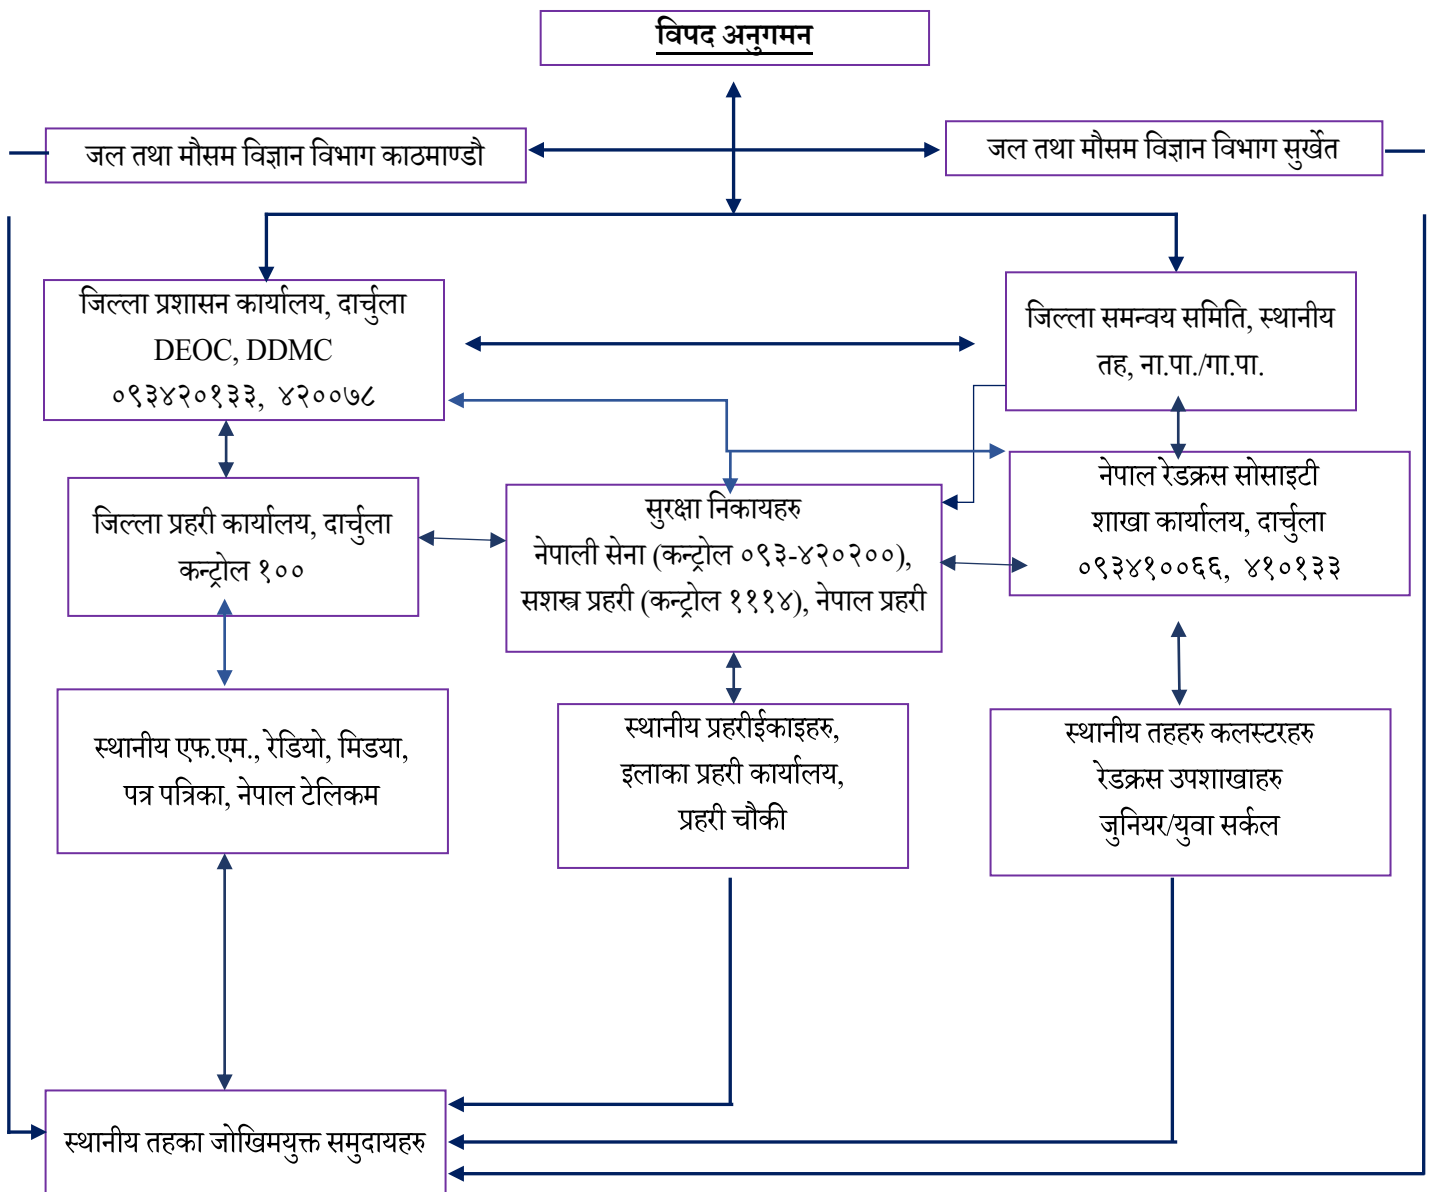 विपद अनुगमन
जल तथा मौसम विज्ञान विभाग काठमाण्डौ
जल तथा मौसम विज्ञान विभाग सुर्खेत
जिल्ला प्रशासन कार्यालय, दार्चुला
DEOC, DDMC
०९३४२०१३३, ४२००७८
जिल्ला समन्वय समिति, स्थानीय
तह, ना.पा./गा.पा.
जिल्ला प्रहरी कार्यालय, दार्चुला
कन्ट्रोल १००
सुरक्षा निकायहरु
नेपाली सेना (कन्ट्रोल ०९३-४२०२००),
सशस्त्र प्रहरी (कन्ट्रोल १११४), नेपाल प्रहरी
नेपाल रेडक्रस सोसाइटी
शाखा कार्यालय, दार्चुला
०९३४१००६६, ४१०१३३
स्थानीय एफ.एम., रेडियो, मिडया,
पत्र पत्रिका, नेपाल टेलिकम
स्थानीय प्रहरीईकाइहरु,
इलाका प्रहरी कार्यालय,
प्रहरी चौकी
स्थानीय तहहरु कलस्टरहरु
रेडक्रस उपशाखाहरु
जुनियर/युवा सर्कल
स्थानीय तहका जोखिमयुक्त समुदायहरु